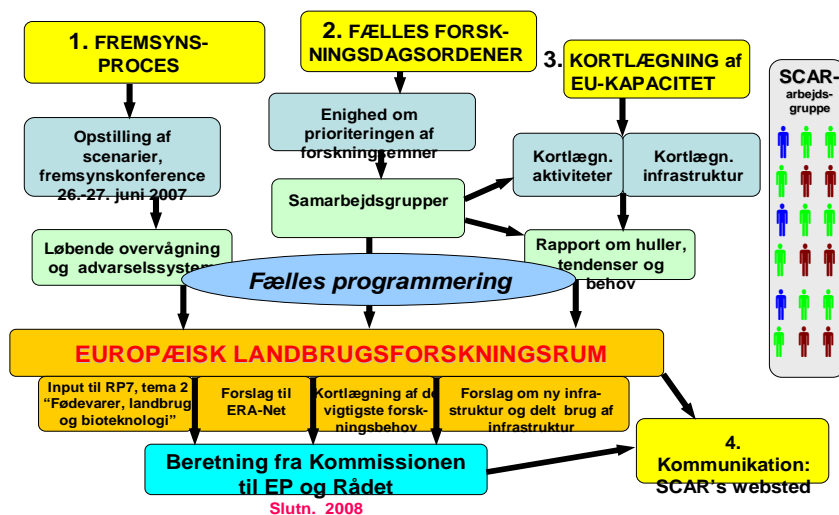 1. FREMSYNS-
PROCES
2. FÆLLES FORSK-
NINGSDAGSORDENER
3. KORTLÆGNING af
EU-KAPACITET
SCAR-
arbejds-
gruppe
Opstilling af
scenarier,
fremsynskonference
26.-27. juni 2007
Enighed om
prioriteringen af
forskningsemner
Kortlægn.
aktiviteter
Kortlægn.
infrastruktur
Samarbejdsgrupper
Løbende overvågning
og advarselssystem
Rapport om huller,
tendenser og
behov
Fælles programmering
EUROPÆISK LANDBRUGSFORSKNINGSRUM
Input til RP7, tema 2
“Fødevarer, landbrug
og bioteknologi”
Forslag til
ERA-Net
Kortlægning af de
vigtigste forsk-
ningsbehov
Forslag om ny infra-
struktur og delt brug af
infrastruktur
Beretning fra Kommissionen
til EP og Rådet
Slutn. 2008
4.
Kommunikation:
SCAR’s websted